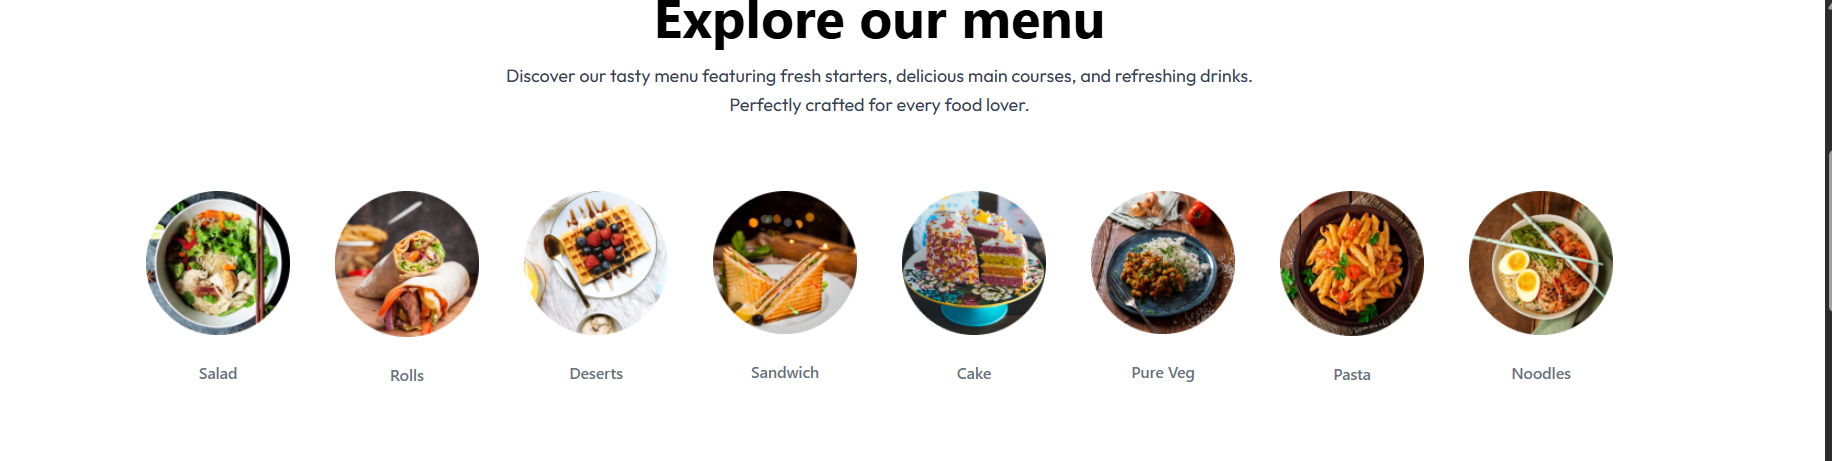 Explore our menu
Discover our tasty menu featuring fresh starters, delicious main courses, and refreshing drinks.
Perfectly crafted for every food lover.
Salad
Rolls
Deserts
Sandwich
Cake
Pure Veg
Pasta
Noodles